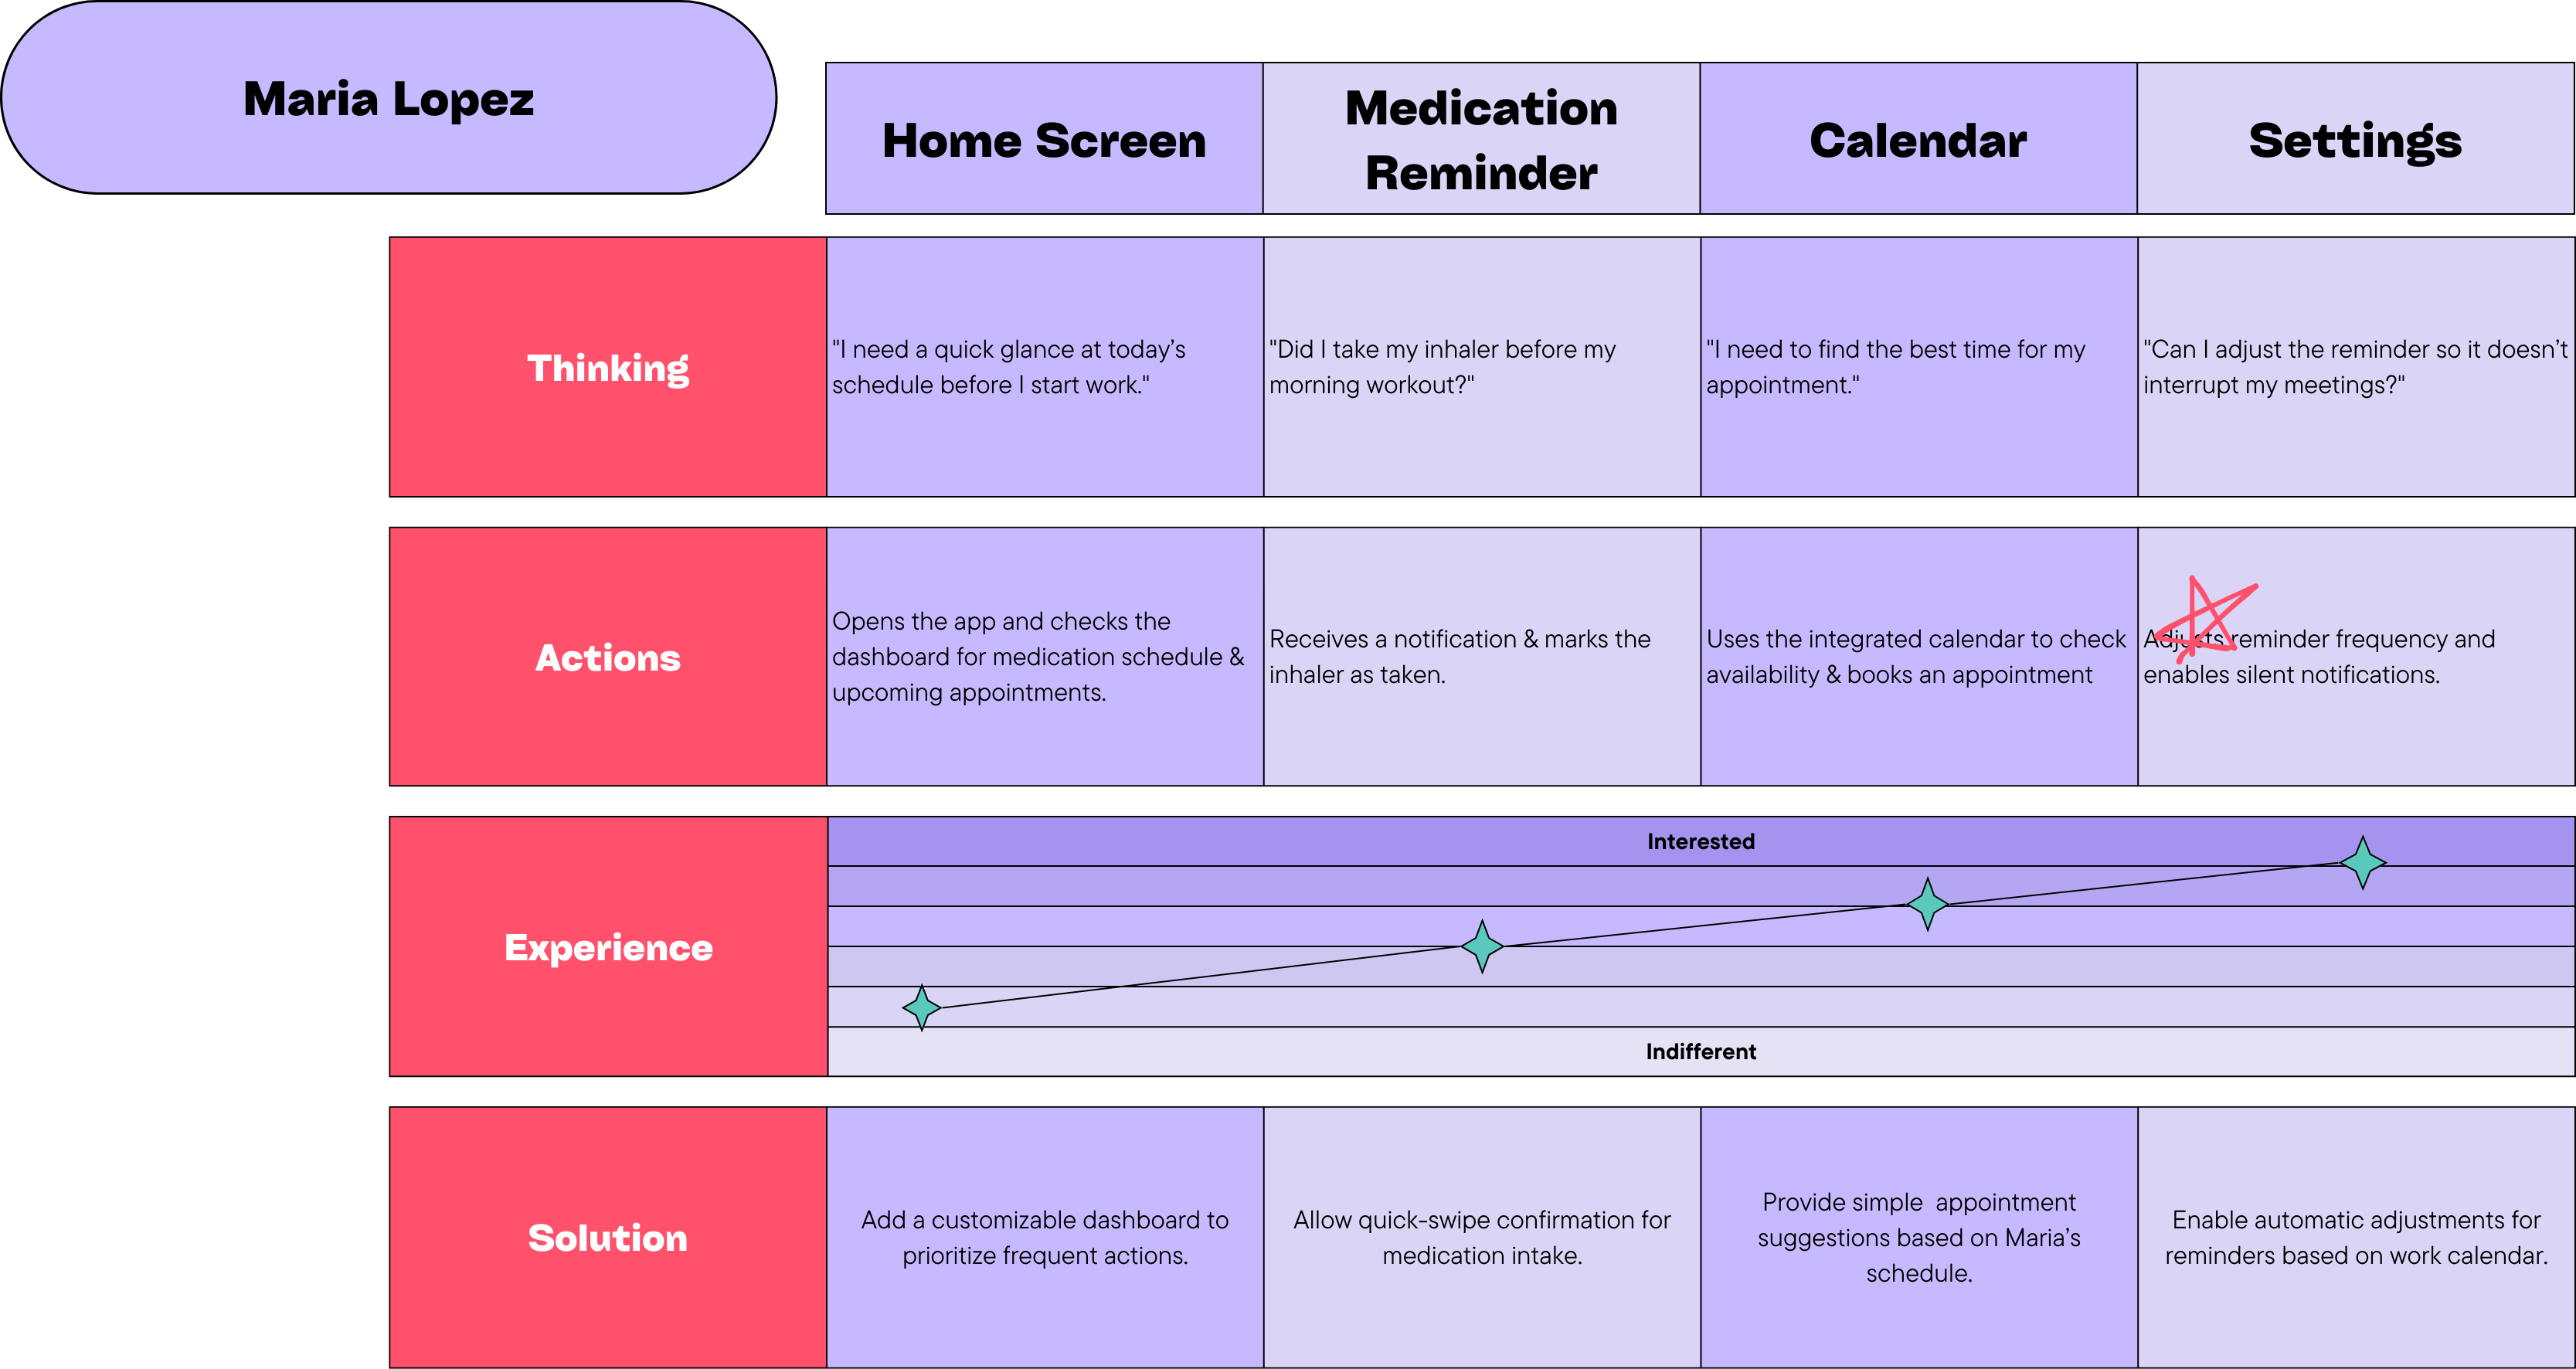 Maria Lopez
Home Screen
Medication
Reminder
Calendar
Settings
Thinking
"I need a quick glance at today’s
schedule before I start work."
"Did I take my inhaler before my
morning workout?"
"I need to find the best time for my
appointment."
"Can I adjust the reminder so it doesn’t
interrupt my meetings?"
Actions
Opens the app and checks the
dashboard for medication schedule &
upcoming appointments.
Receives a notification & marks the
inhaler as taken.
Uses the integrated calendar to check
availability & books an appointment
Adjusts reminder frequency and
enables silent notifications.
Experience
Interested
Indifferent
Solution
Add a customizable dashboard to
prioritize frequent actions.
Allow quick-swipe confirmation for
medication intake.
Provide simple  appointment
suggestions based on Maria’s
schedule.
Enable automatic adjustments for
reminders based on work calendar.